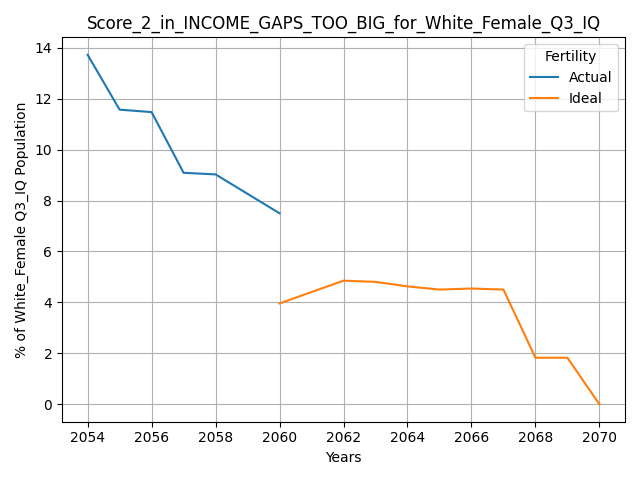 Score_2_in_INCOME_GAPS_TOO_BIG_for_White_Female_Q3_IQ
Fertility
Actual
Ideal
% of White_Female Q3_IQ Population
14
12
10
8
6
4
2
0
2054 2056 2058 2060 2062 2064 2066 2068 2070
Years